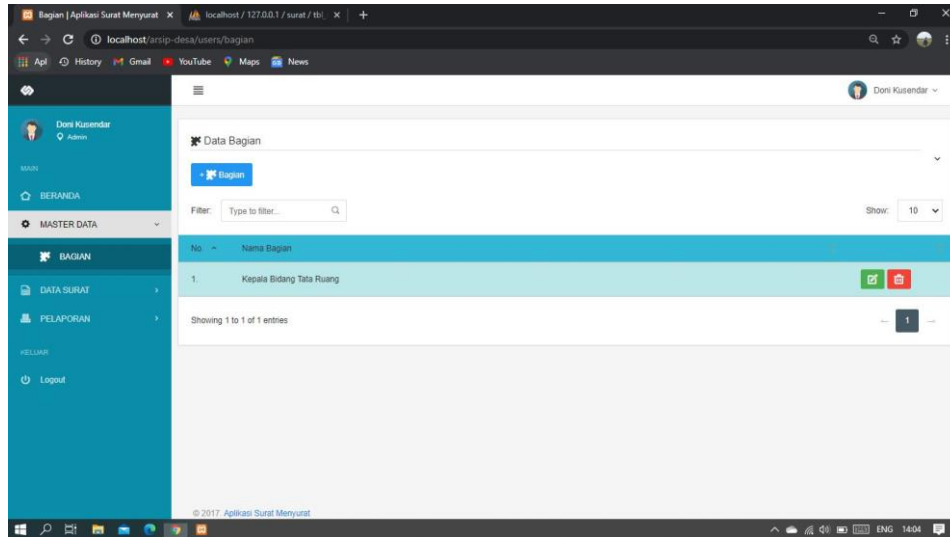 Bagian | Aplikasi Surat Menyurat
localhost / 127.0.0.1 / surat / tbl_
localhost/arsip-desa/users/bagian
Apl History Gmail YouTube Maps News
Doni Kusendar
Doni Kusendar
Admin
MAIN
BERANDA
MASTER DATA
BAGIAN
DATA SURAT
PELAPORAN
KELUAR
Logout
Data Bagian
+ Bagian
Filter: Type to filter... Show: 10
No Nama Bagian
1. Kepala Bidang Tata Ruang
Showing 1 to 1 of 1 entries
← 1 →
© 2017. Aplikasi Surat Menyurat
ENG 14:04